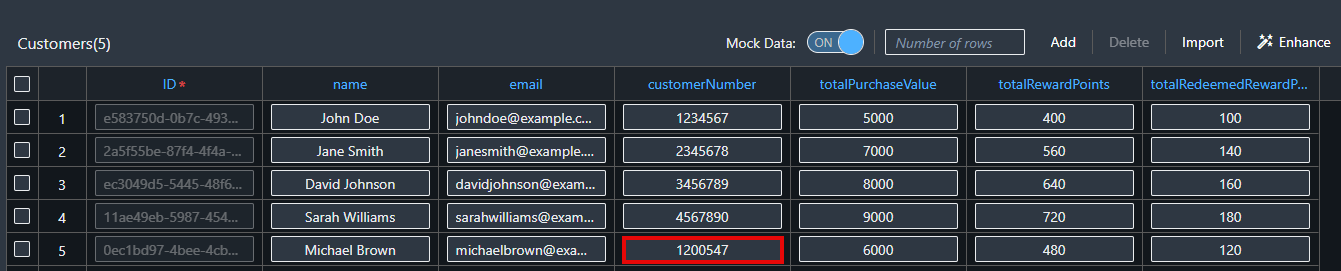 Customers(5) Mock Data: ON Number of rows Add Delete Import Enhance
ID * name email customerNumber totalPurchaseValue totalRewardPoints totalRedeemedRewardP...
1 e583750d-0b7c-493... John Doe johndoe@example.c... 1234567 5000 400 100
2 2a5f55be-87f4-4f4a-... Jane Smith janesmith@example.... 2345678 7000 560 140
3 ec3049d5-5445-48f6... David Johnson davidjohnson@exam... 3456789 8000 640 160
4 11ae49eb-5987-454... Sarah Williams sarahwilliams@exam... 4567890 9000 720 180
5 0ec1bd97-4bee-4cb... Michael Brown michaelbrown@exa... 1200547 6000 480 120